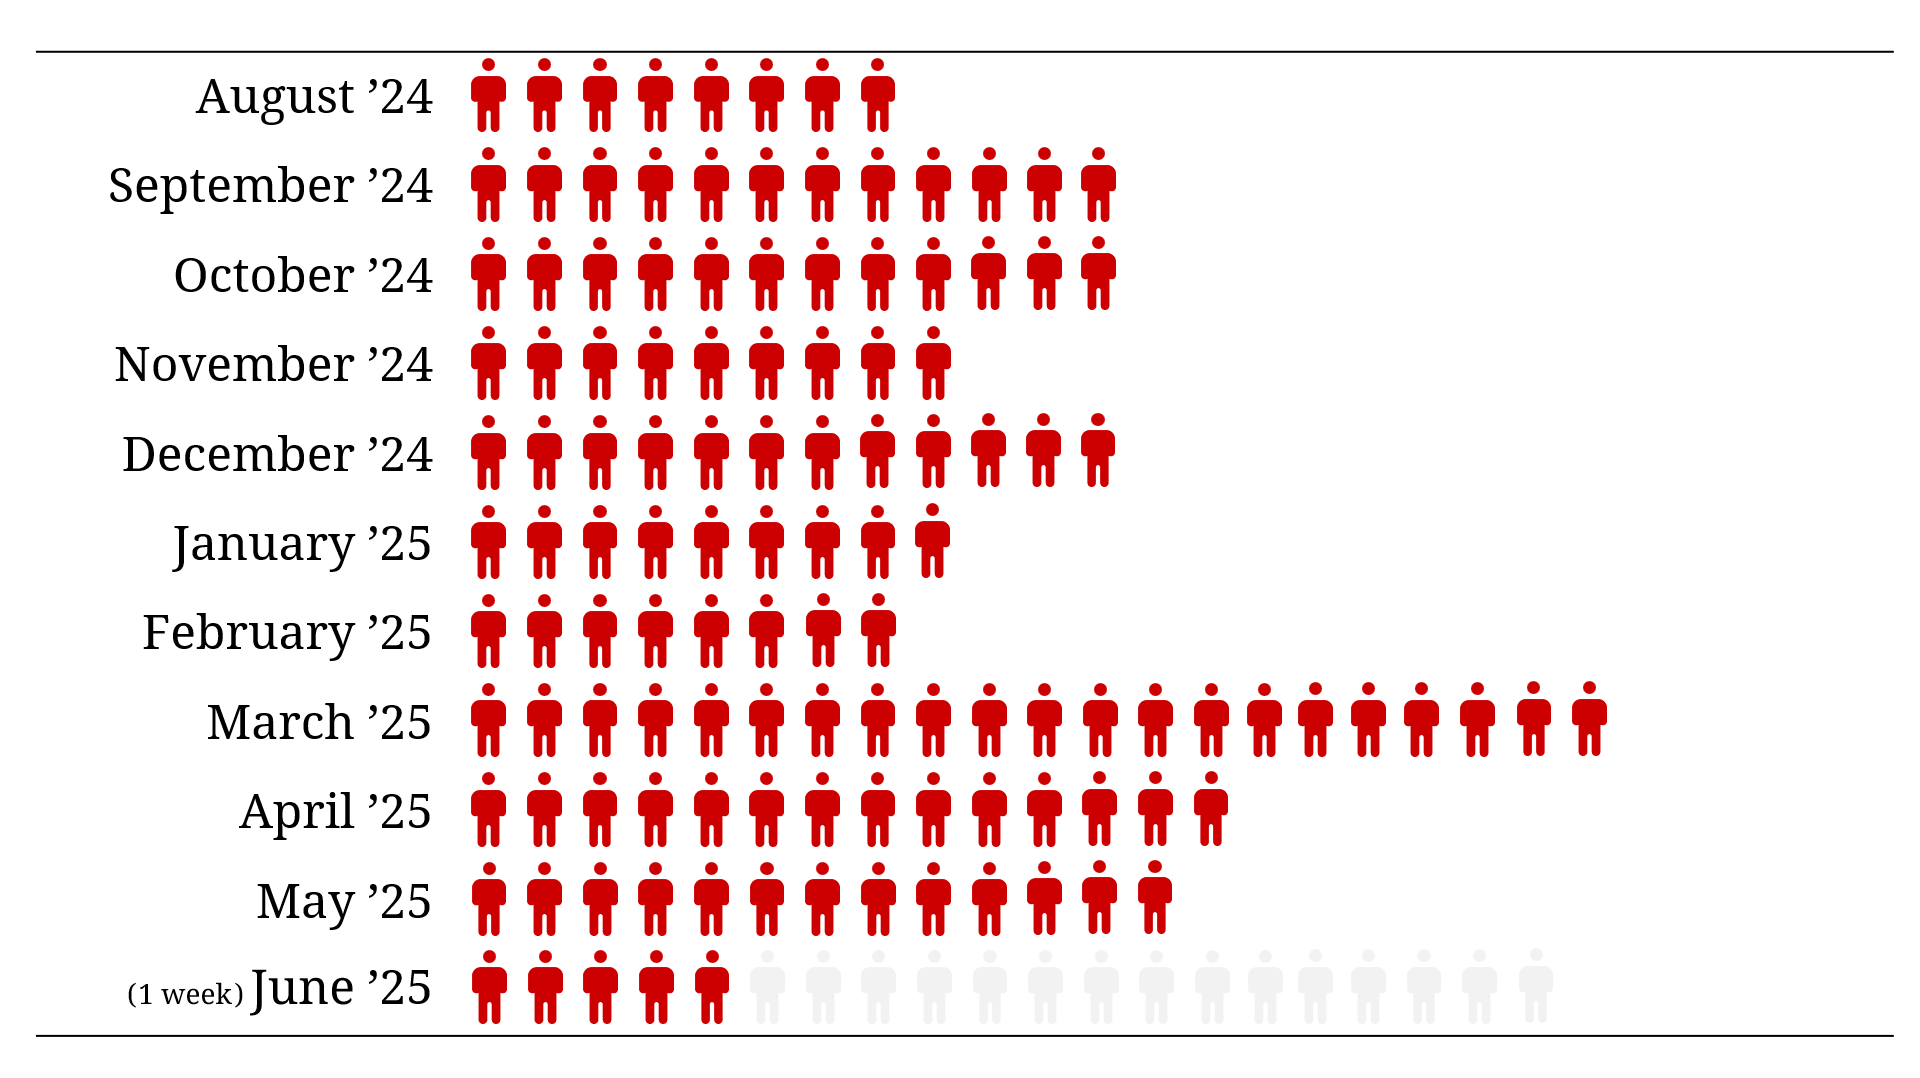 August ’24
September ’24
October ’24
November ’24
December ’24
January ’25
February ’25
March ’25
April ’25
May ’25
(1 week) June ’25